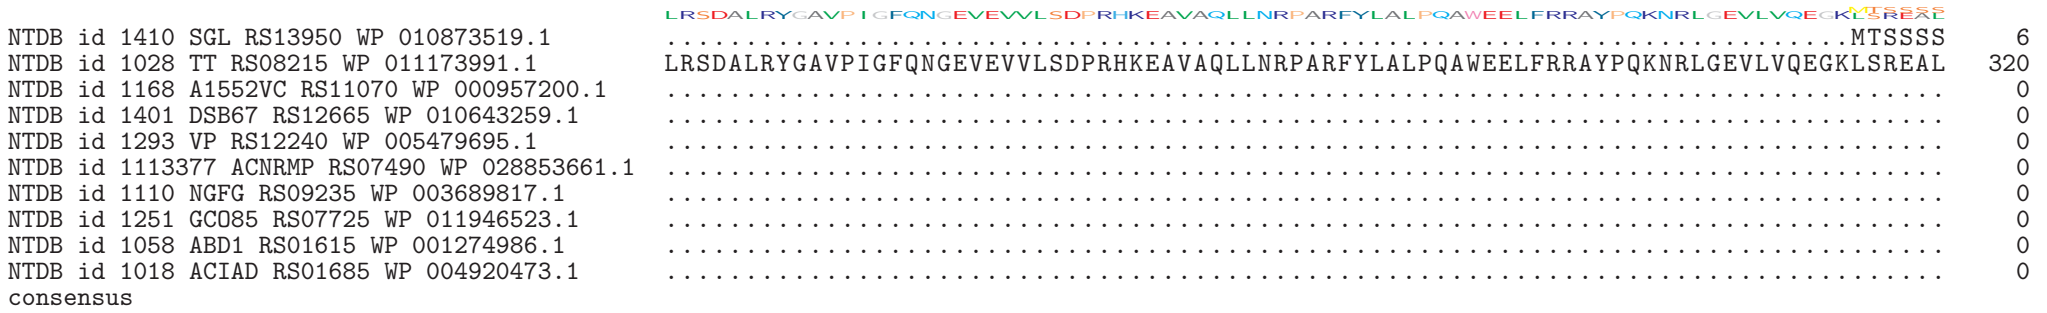 LRSDALRYGAVPIGFQNGEVEVVLSDPRHKEAVAQLLNRPARFYLALPQAWEELFRRAYPQKNRLGEVLVQEGKLSREAL
NTDB id 1410 SGL RS13950 WP 010873519.1 ..........................................................................MTSSSS 6
NTDB id 1028 TT RS08215 WP 011173991.1 LRSDALRYGAVPIGFQNGEVEVVLSDPRHKEAVAQLLNRPARFYLALPQAWEELFRRAYPQKNRLGEVLVQEGKLSREAL 320
NTDB id 1168 A1552VC RS11070 WP 000957200.1 ................................................................................ 0
NTDB id 1401 DSB67 RS12665 WP 010643259.1 ................................................................................ 0
NTDB id 1293 VP RS12240 WP 005479695.1 ................................................................................ 0
NTDB id 1113377 ACNRMP RS07490 WP 028853661.1 ................................................................................ 0
NTDB id 1110 NGFG RS09235 WP 003689817.1 ................................................................................ 0
NTDB id 1251 GCO85 RS07725 WP 011946523.1 ................................................................................ 0
NTDB id 1058 ABD1 RS01615 WP 001274986.1 ................................................................................ 0
NTDB id 1018 ACIAD RS01685 WP 004920473.1 ................................................................................ 0
consensus